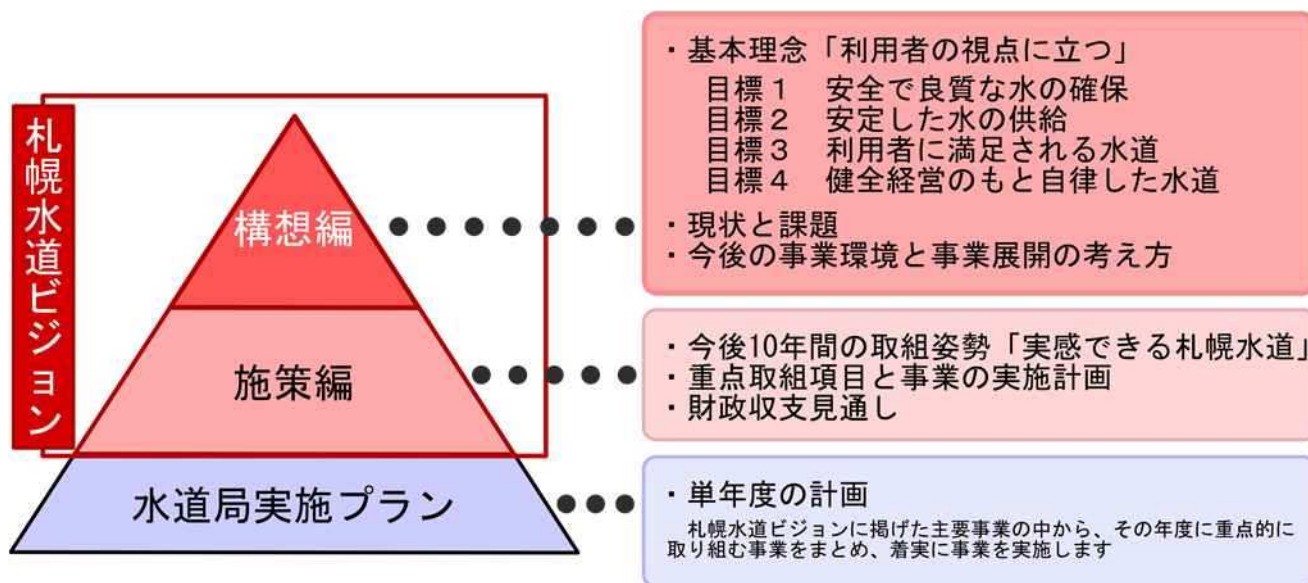 札幌水道ビジョン
構想編
・基本理念「利用者の視点に立つ」
目標１　安全で良質な水の確保
目標２　安定した水の供給
目標３　利用者に満足される水道
目標４　健全経営のもと自律した水道
・現状と課題
・今後の事業環境と事業展開の考え方
施策編
・今後10年間の取組姿勢「実感できる札幌水道」
・重点取組項目と事業の実施計画
・財政収支見通し
水道局実施プラン
・単年度の計画
札幌水道ビジョンに掲げた主要事業の中から、その年度に重点的に
取り組む事業をまとめ、着実に事業を実施します